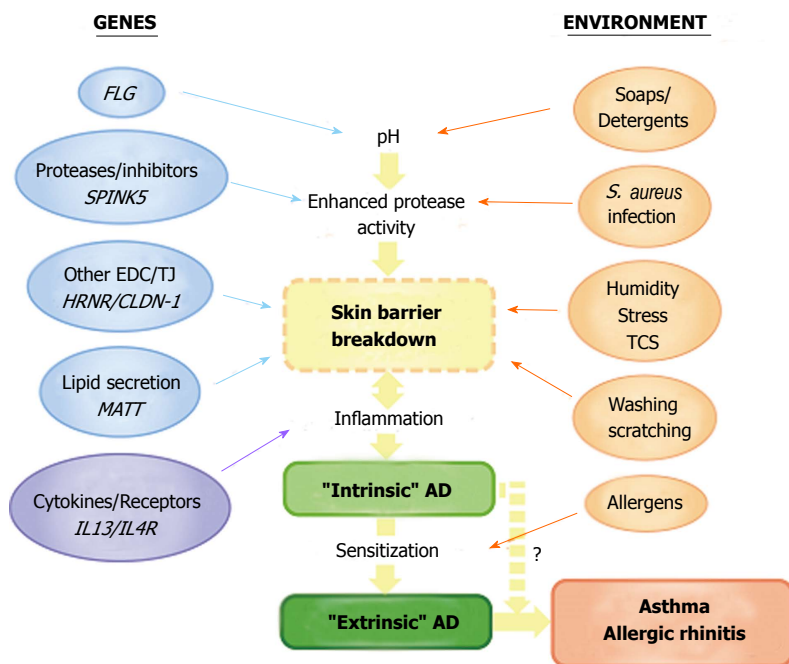 GENES
FLG
Proteases/inhibitors
SPINK5
Other EDC/TJ
HRNR/CLDN-1
Lipid secretion
MATT
Cytokines/Receptors
IL13/IL4R
pH
Enhanced protease
activity
Skin barrier
breakdown
Inflammation
"Intrinsic" AD
Sensitization
?
"Extrinsic" AD
ENVIRONMENT
Soaps/
Detergents
S. aureus
infection
Humidity
Stress
TCS
Washing
scratching
Allergens
Asthma
Allergic rhinitis